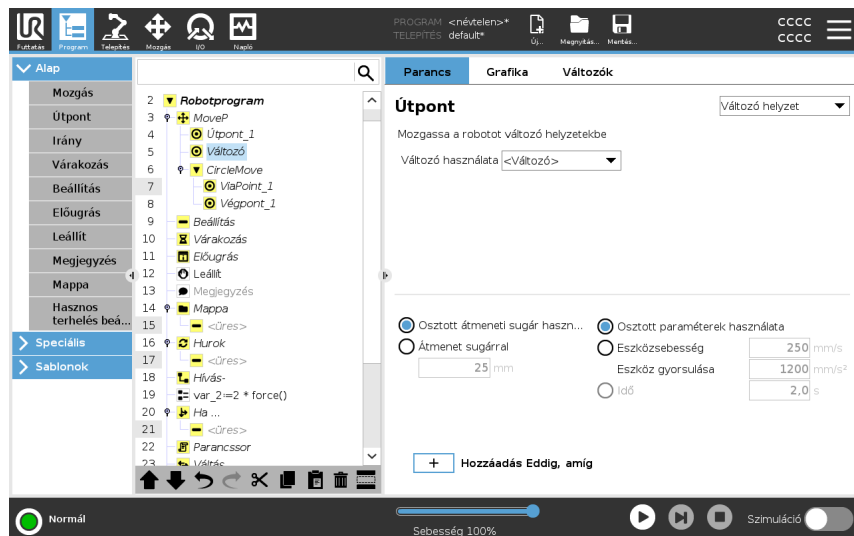 UR
Futtatás
Program
Telepítés
Mozgás
I/O
Napló
PROGRAM <névtelen>*
TELEPÍTÉS default*
Új...
Megnyitás...
Mentés...
CCCC
CCCC
Alap
Mozgás
Útpont
Irány
Várakozás
Beállítás
Előugrás
Leállít
Megjegyzés
Mappa
Hasznos
terhelés beá...
Speciális
Sablonok
2 Robotprogram
3 MoveP
4 Útpont_1
5 Változó
6 CircleMove
7 ViaPoint_1
8 Végpont_1
9 Beállítás
10 Várakozás
11 Előugrás
12 Leállít
13 Megjegyzés
14 Mappa
15 <üres>
16 Hurok
17 <üres>
18 Hívás-
19 var_2≔2 * force()
20 Ha ...
21 <üres>
22 Parancssor
23 Váltás
Parancs
Grafika
Változók
Útpont
Változó helyzet
Mozgassa a robotot változó helyzetekbe
Változó használata <Változó>
Osztott átmeneti sugár haszn...
Átmenet sugárral
25 mm
Osztott paraméterek használata
Eszközsebesség 250 mm/s
Eszköz gyorsulása 1200 mm/s²
Idő 2,0 s
+ Hozzáadás Eddig, amíg
Normál
Sebesség 100%
Szimuláció